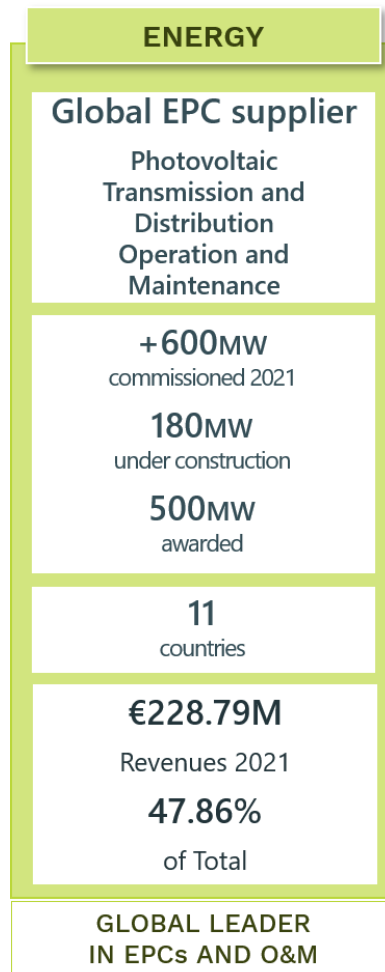 ENERGY
Global EPC supplier
Photovoltaic
Transmission and
Distribution
Operation and
Maintenance
+600MW
commissioned 2021
180MW
under construction
500MW
awarded
11
countries
€228.79M
Revenues 2021
47.86%
of Total
GLOBAL LEADER
IN EPCs AND O&M